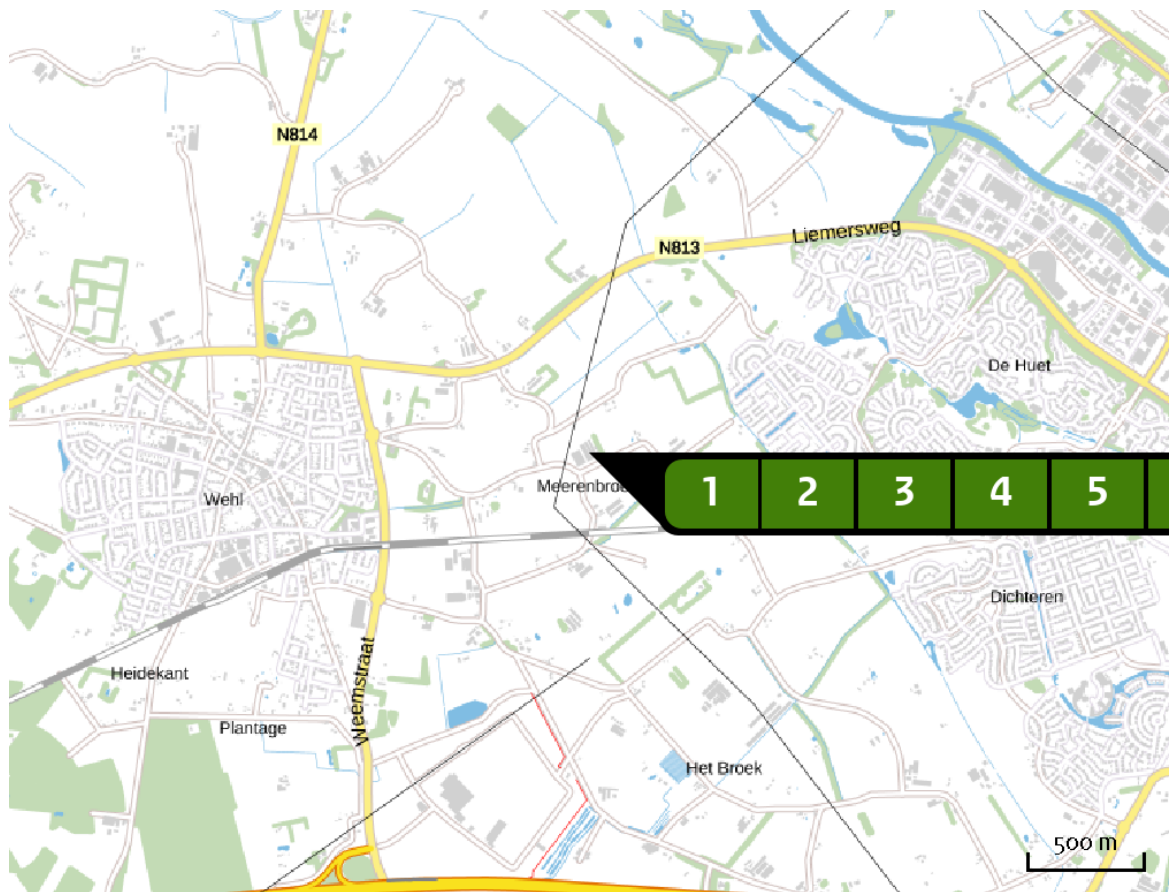 N814
Liemersweg
N813
De Huet
1 2 3 4 5
Wehl
Dichteren
Weemstraat
Heidekant
Plantage
Het Broek
500 m